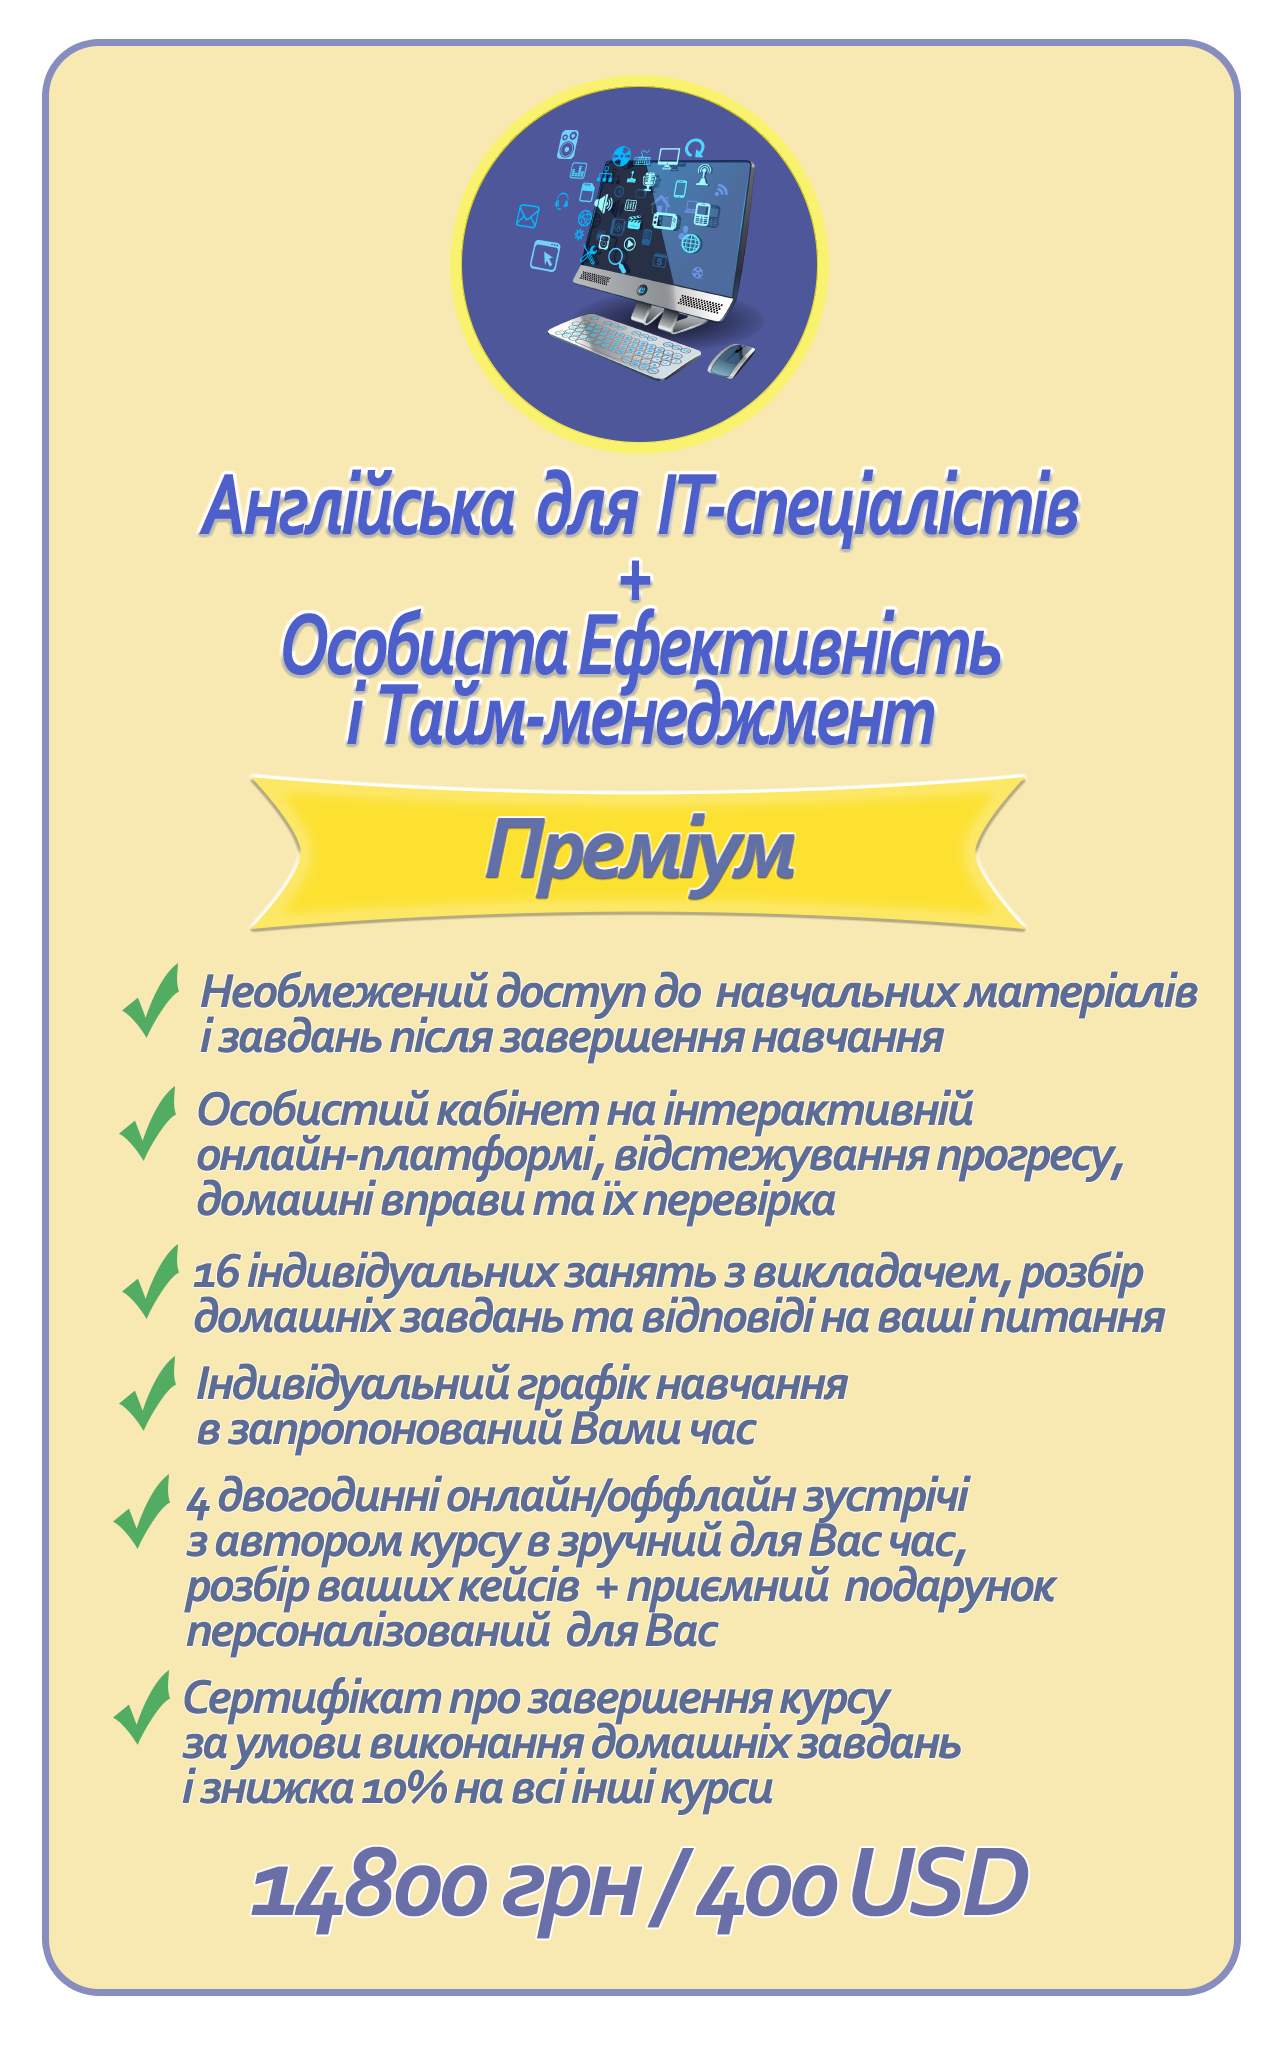 Англійська для ІТ-спеціалістів
+
Особиста Ефективність
і Тайм-менеджмент
Преміум
Необмежений доступ до навчальних матеріалів
і завдань після завершення навчання
Особистий кабінет на інтерактивній
онлайн-платформі, відстежування прогресу,
домашні вправи та їх перевірка
16 індивідуальних занять з викладачем, розбір
домашніх завдань та відповіді на ваші питання
Індивідуальний графік навчання
в запропонований Вами час
4 двогодинні онлайн/оффлайн зустрічі
з автором курсу в зручний для Вас час,
розбір ваших кейсів + приємний подарунок
персоналізований для Вас
Сертифікат про завершення курсу
за умови виконання домашніх завдань
і знижка 10% на всі інші курси
14800 грн / 400 USD